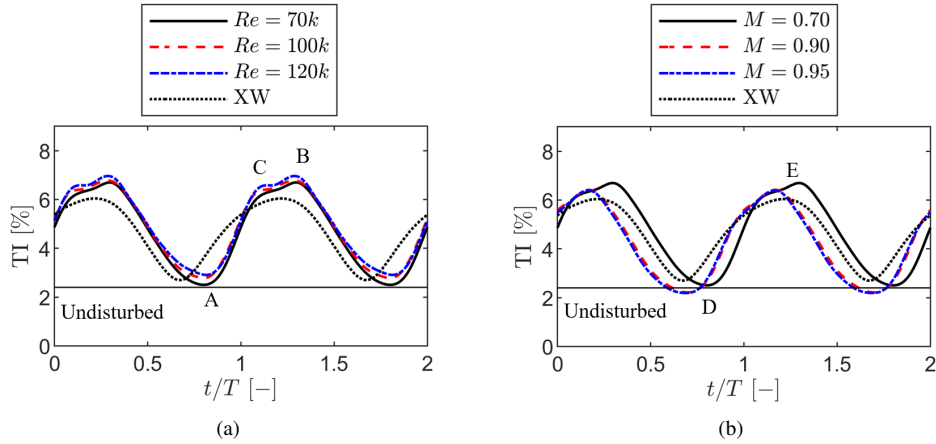 Re = 70k
Re = 100k
Re = 120k
XW
TI [%]
8
6
4
2
0
C
B
A
Undisturbed
0
0.5
1
1.5
2
t/T [−]
(a)
M = 0.70
M = 0.90
M = 0.95
XW
TI [%]
8
6
4
2
0
E
D
Undisturbed
0
0.5
1
1.5
2
t/T [−]
(b)